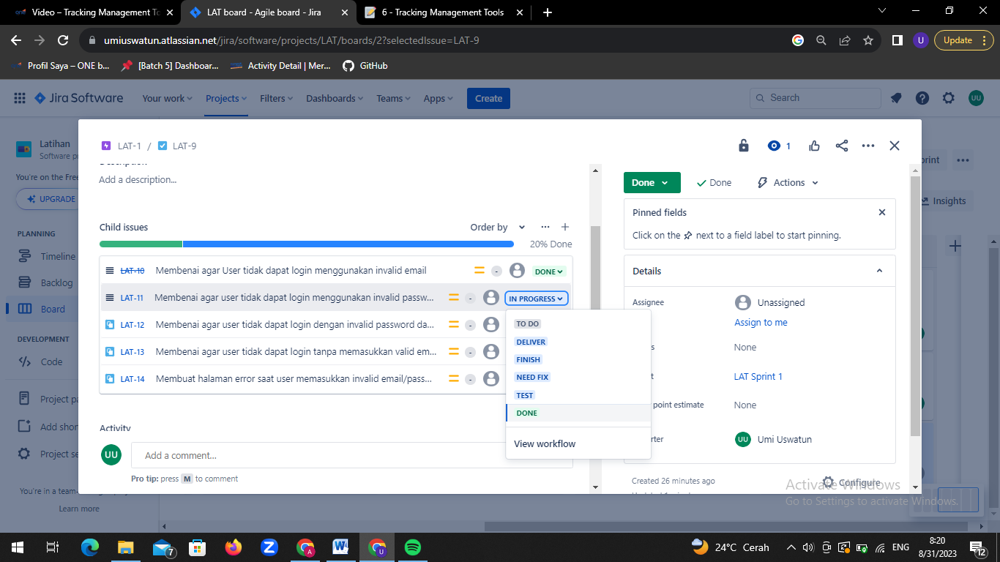 Video – Tracking Management To
LAT board - Agile board - Jira
6 - Tracking Management Tools
umiuswatun.atlassian.net/jira/software/projects/LAT/boards/2?selectedIssue=LAT-9
U
Update
Profil Saya – ONE b...
[Batch 5] Dashboar...
Activity Detail | Mer...
GitHub
Jira Software
Your work
Projects
Filters
Dashboards
Teams
Apps
Create
Search
UU
Latihan
Software pr
You're on the Free
UPGRADE
PLANNING
Timeline
Backlog
Board
DEVELOPMENT
Code
Project pa
Add shor
Project se
You're in a team-
Learn more
print
Insights
LAT-1 / LAT-9
1
Description
Add a description...
Child issues
Order by
20% Done
LAT-10 Membenai agar User tidak dapat login menggunakan invalid email - DONE
LAT-11 Membenai agar user tidak dapat login menggunakan invalid passw... - IN PROGRESS
LAT-12 Membenai agar user tidak dapat login dengan invalid password da... -
LAT-13 Membenai agar user tidak dapat login tanpa memasukkan valid em... -
LAT-14 Membuat halaman error saat user memasukkan invalid email/pass... -
TO DO
DELIVER
FINISH
NEED FIX
TEST
DONE
View workflow
Activity
UU
Add a comment...
Pro tip: press M to comment
Done
Done
Actions
Pinned fields
Click on the next to a field label to start pinning.
Details
Assignee
Unassigned
Assign to me
None
LAT Sprint 1
point estimate
None
rter
UU Umi Uswatun
Created 26 minutes ago
Configure
Activate Windows
Go to Settings to activate Windows.
7
24°C Cerah
ENG
8:20
8/31/2023
12